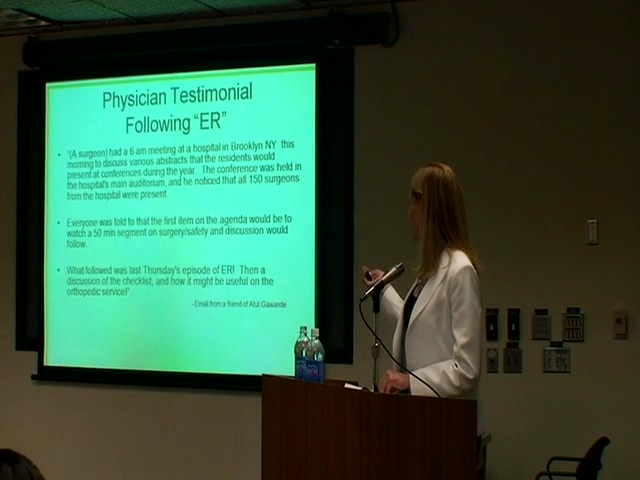 Physician Testimonial
Following “ER”
• “(A surgeon) had a 6 am meeting at a hospital in Brooklyn NY this
morning to discuss various abstracts that the residents would
present at conferences during the year. The conference was held in
the hospital's main auditorium, and he noticed that all 150 surgeons
from the hospital were present.
• Everyone was told to that the first item on the agenda would be to
watch a 50 min segment on surgery/safety and discussion would
follow.
• What followed was last Thursday's episode of ER! Then a
discussion of the checklist, and how it might be useful on the
orthopedic service!”
- Email from a friend of Atul Gawande